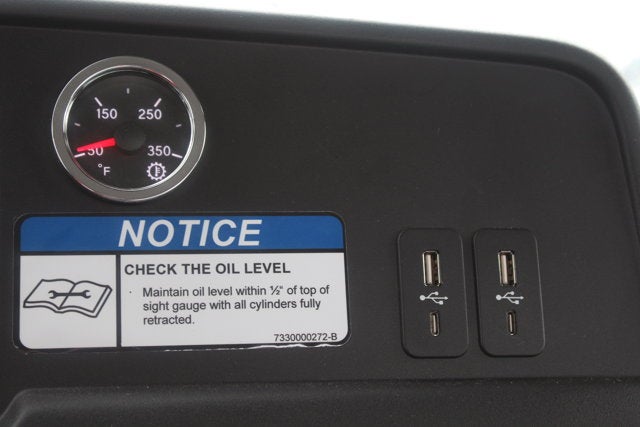 150 250
50 350
°F
NOTICE
CHECK THE OIL LEVEL
· Maintain oil level within ½" of top of
sight gauge with all cylinders fully
retracted.
7330000272-B